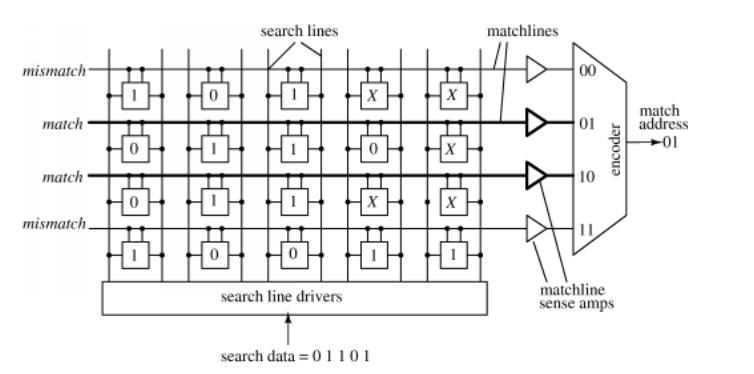 search lines
matchlines
mismatch
00
1 0 1 X X
match
01
match
address
0 1 1 0 X
01
encoder
match
10
0 1 1 X X
mismatch
11
1 0 0 1 1
matchline
sense amps
search line drivers
search data = 0 1 1 0 1